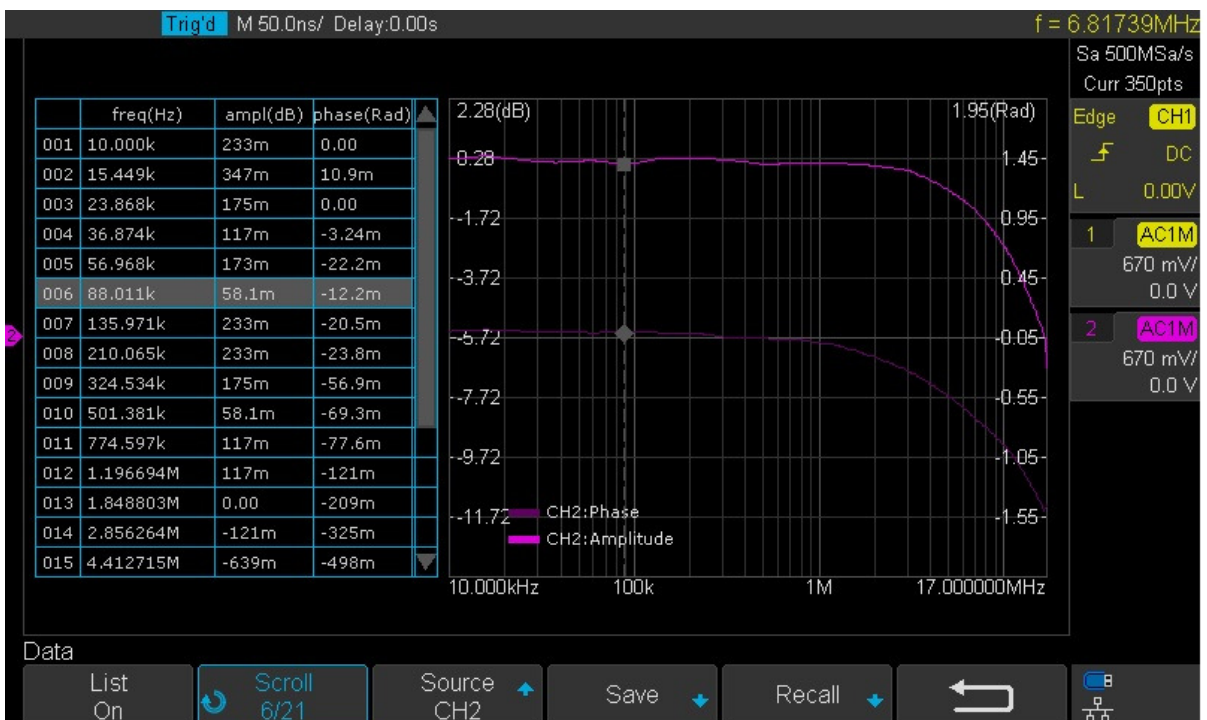 Trig'd M 50.0ns/ Delay:0.00s f = 6.81739MHz
Sa 500MSa/s
Curr 350pts
Edge CH1
DC
L 0.00V
1 AC1M
670 mV/
0.0 V
2 AC1M
670 mV/
0.0 V
freq(Hz) ampl(dB) phase(Rad)
001 10.000k 233m 0.00
002 15.449k 347m 10.9m
003 23.868k 175m 0.00
004 36.874k 117m -3.24m
005 56.968k 173m -22.2m
006 88.011k 58.1m -12.2m
007 135.971k 233m -20.5m
008 210.065k 233m -23.8m
009 324.534k 175m -56.9m
010 501.381k 58.1m -69.3m
011 774.597k 117m -77.6m
012 1.196694M 117m -121m
013 1.848803M 0.00 -209m
014 2.856264M -121m -325m
015 4.412715M -639m -498m
2.28(dB) 1.95(Rad)
0.28 1.45
-1.72 0.95
-3.72 0.45
-5.72 -0.05
-7.72 -0.55
-9.72 -1.05
-11.72 -1.55
CH2:Phase
CH2:Amplitude
10.000kHz 100k 1M 17.000000MHz
2
Data
List
On
Scroll
6/21
Source
CH2
Save
Recall